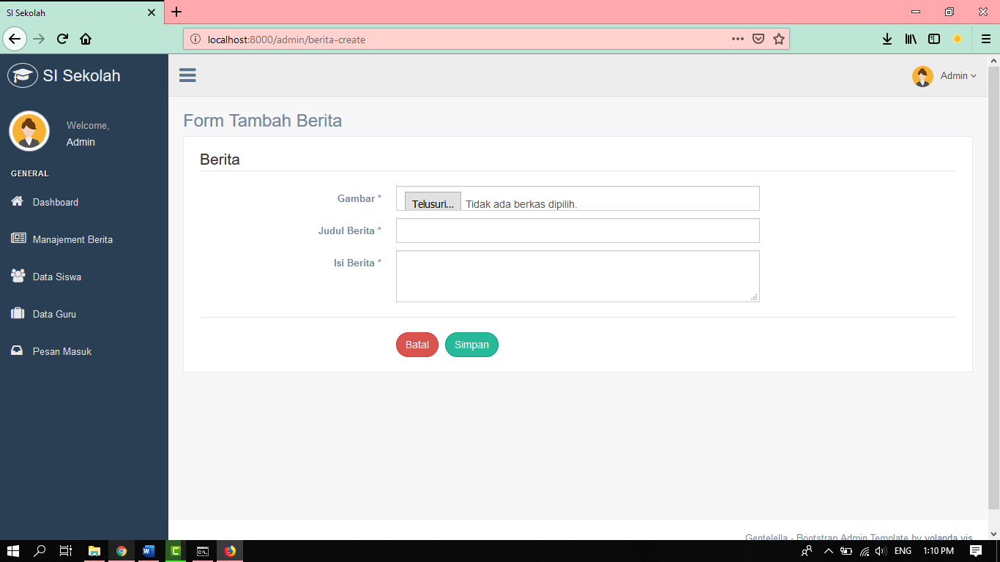 SI Sekolah
localhost:8000/admin/berita-create
SI Sekolah
Admin
Welcome,
Admin
GENERAL
Dashboard
Manajement Berita
Data Siswa
Data Guru
Pesan Masuk
Form Tambah Berita
Berita
Gambar *
Telusuri... Tidak ada berkas dipilih.
Judul Berita *
Isi Berita *
Batal Simpan
Gentelella - Bootstrap Admin Template by yolanda vis
ENG 1:10 PM